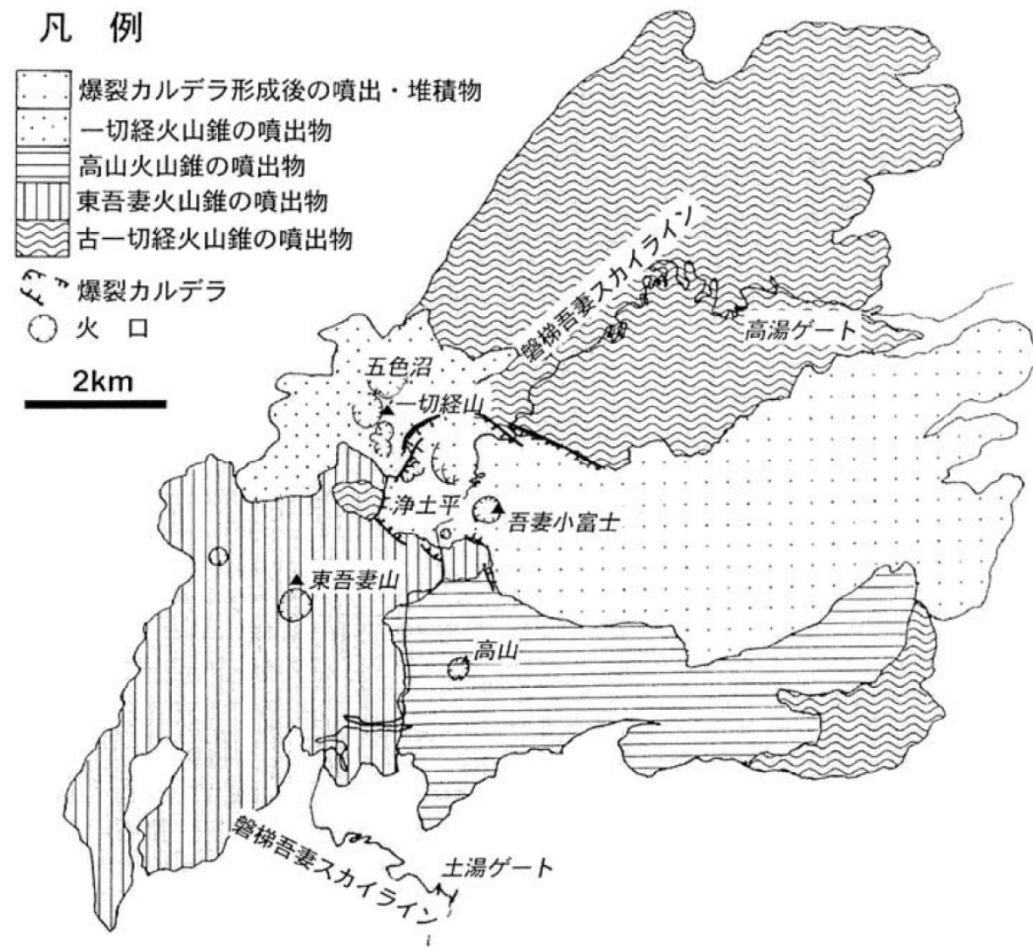 凡 例
爆裂カルデラ形成後の噴出・堆積物
一切経火山錐の噴出物
高山火山錐の噴出物
東吾妻火山錐の噴出物
古一切経火山錐の噴出物
爆裂カルデラ
火 口
2km
磐梯吾妻スカイライン
高湯ゲート
五色沼
一切経山
浄土平
吾妻小富士
東吾妻山
高山
磐梯吾妻スカイライン
土湯ゲート